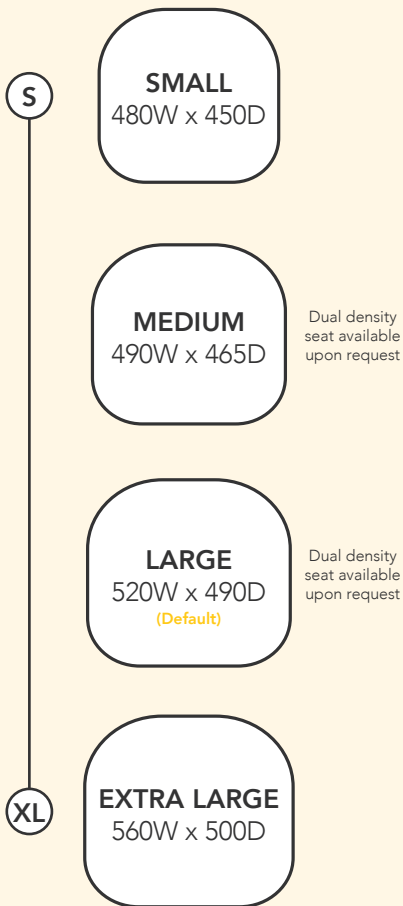 S
SMALL
480W x 450D
MEDIUM
490W x 465D
Dual density
seat available
upon request
LARGE
520W x 490D
(Default)
Dual density
seat available
upon request
XL
EXTRA LARGE
560W x 500D